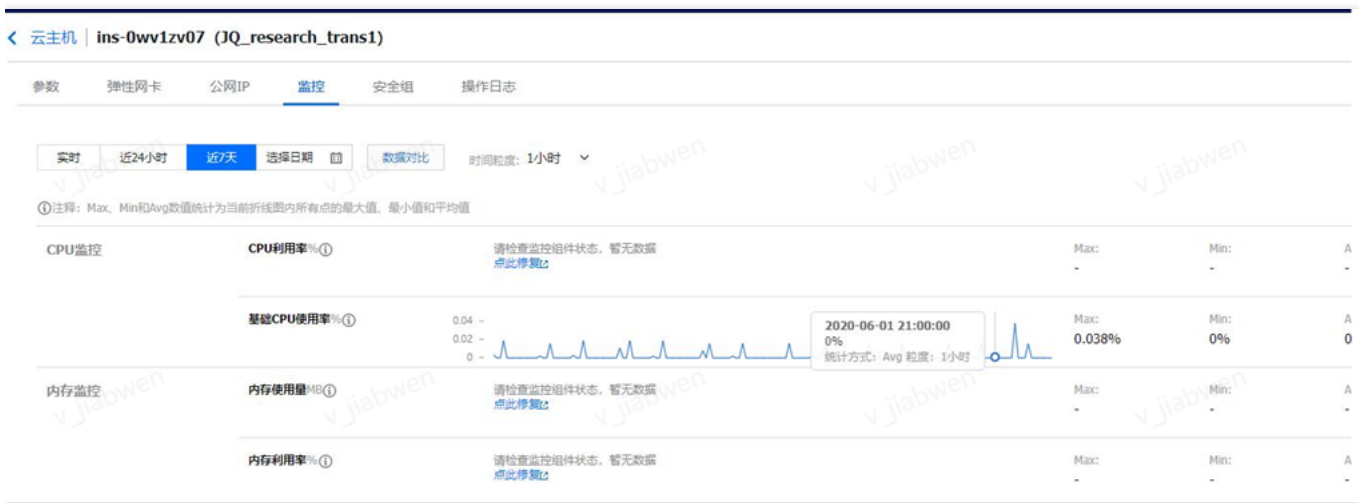 云主机 ins-0wv1zv07 (JQ_research_trans1)
参数 弹性网卡 公网IP 监控 安全组 操作日志
实时 近24小时 近7天 选择日期 数据对比 时间粒度: 1小时
注释: Max、Min和Avg数值统计为当前折线图内所有点的最大值、最小值和平均值
CPU监控 CPU利用率% 请检查监控组件状态, 暂无数据 Max: Min: A
点此修复 - - -
基础CPU使用率% 0.04 2020-06-01 21:00:00 Max: Min: A
0.02 0% 0.038% 0% 0
0 统计方式: Avg 粒度: 1小时
内存监控 内存使用量MB 请检查监控组件状态, 暂无数据 Max: Min: A
点此修复 - - -
内存利用率% 请检查监控组件状态, 暂无数据 Max: Min: A
点此修复 - - -
v_jiabwen
v_jiabwen
v_jiabwen
v_jiabwen
v_jiabwen
v_jiabwen
v_jiabwen
v_jiabwen